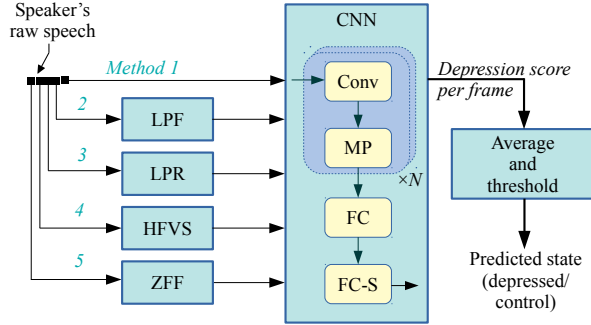 Speaker's
raw speech
Method 1
2
LPF
3
LPR
4
HFVS
5
ZFF
CNN
Conv
MP
×N
FC
FC-S
Depression score
per frame
Average
and
threshold
Predicted state
(depressed/
control)